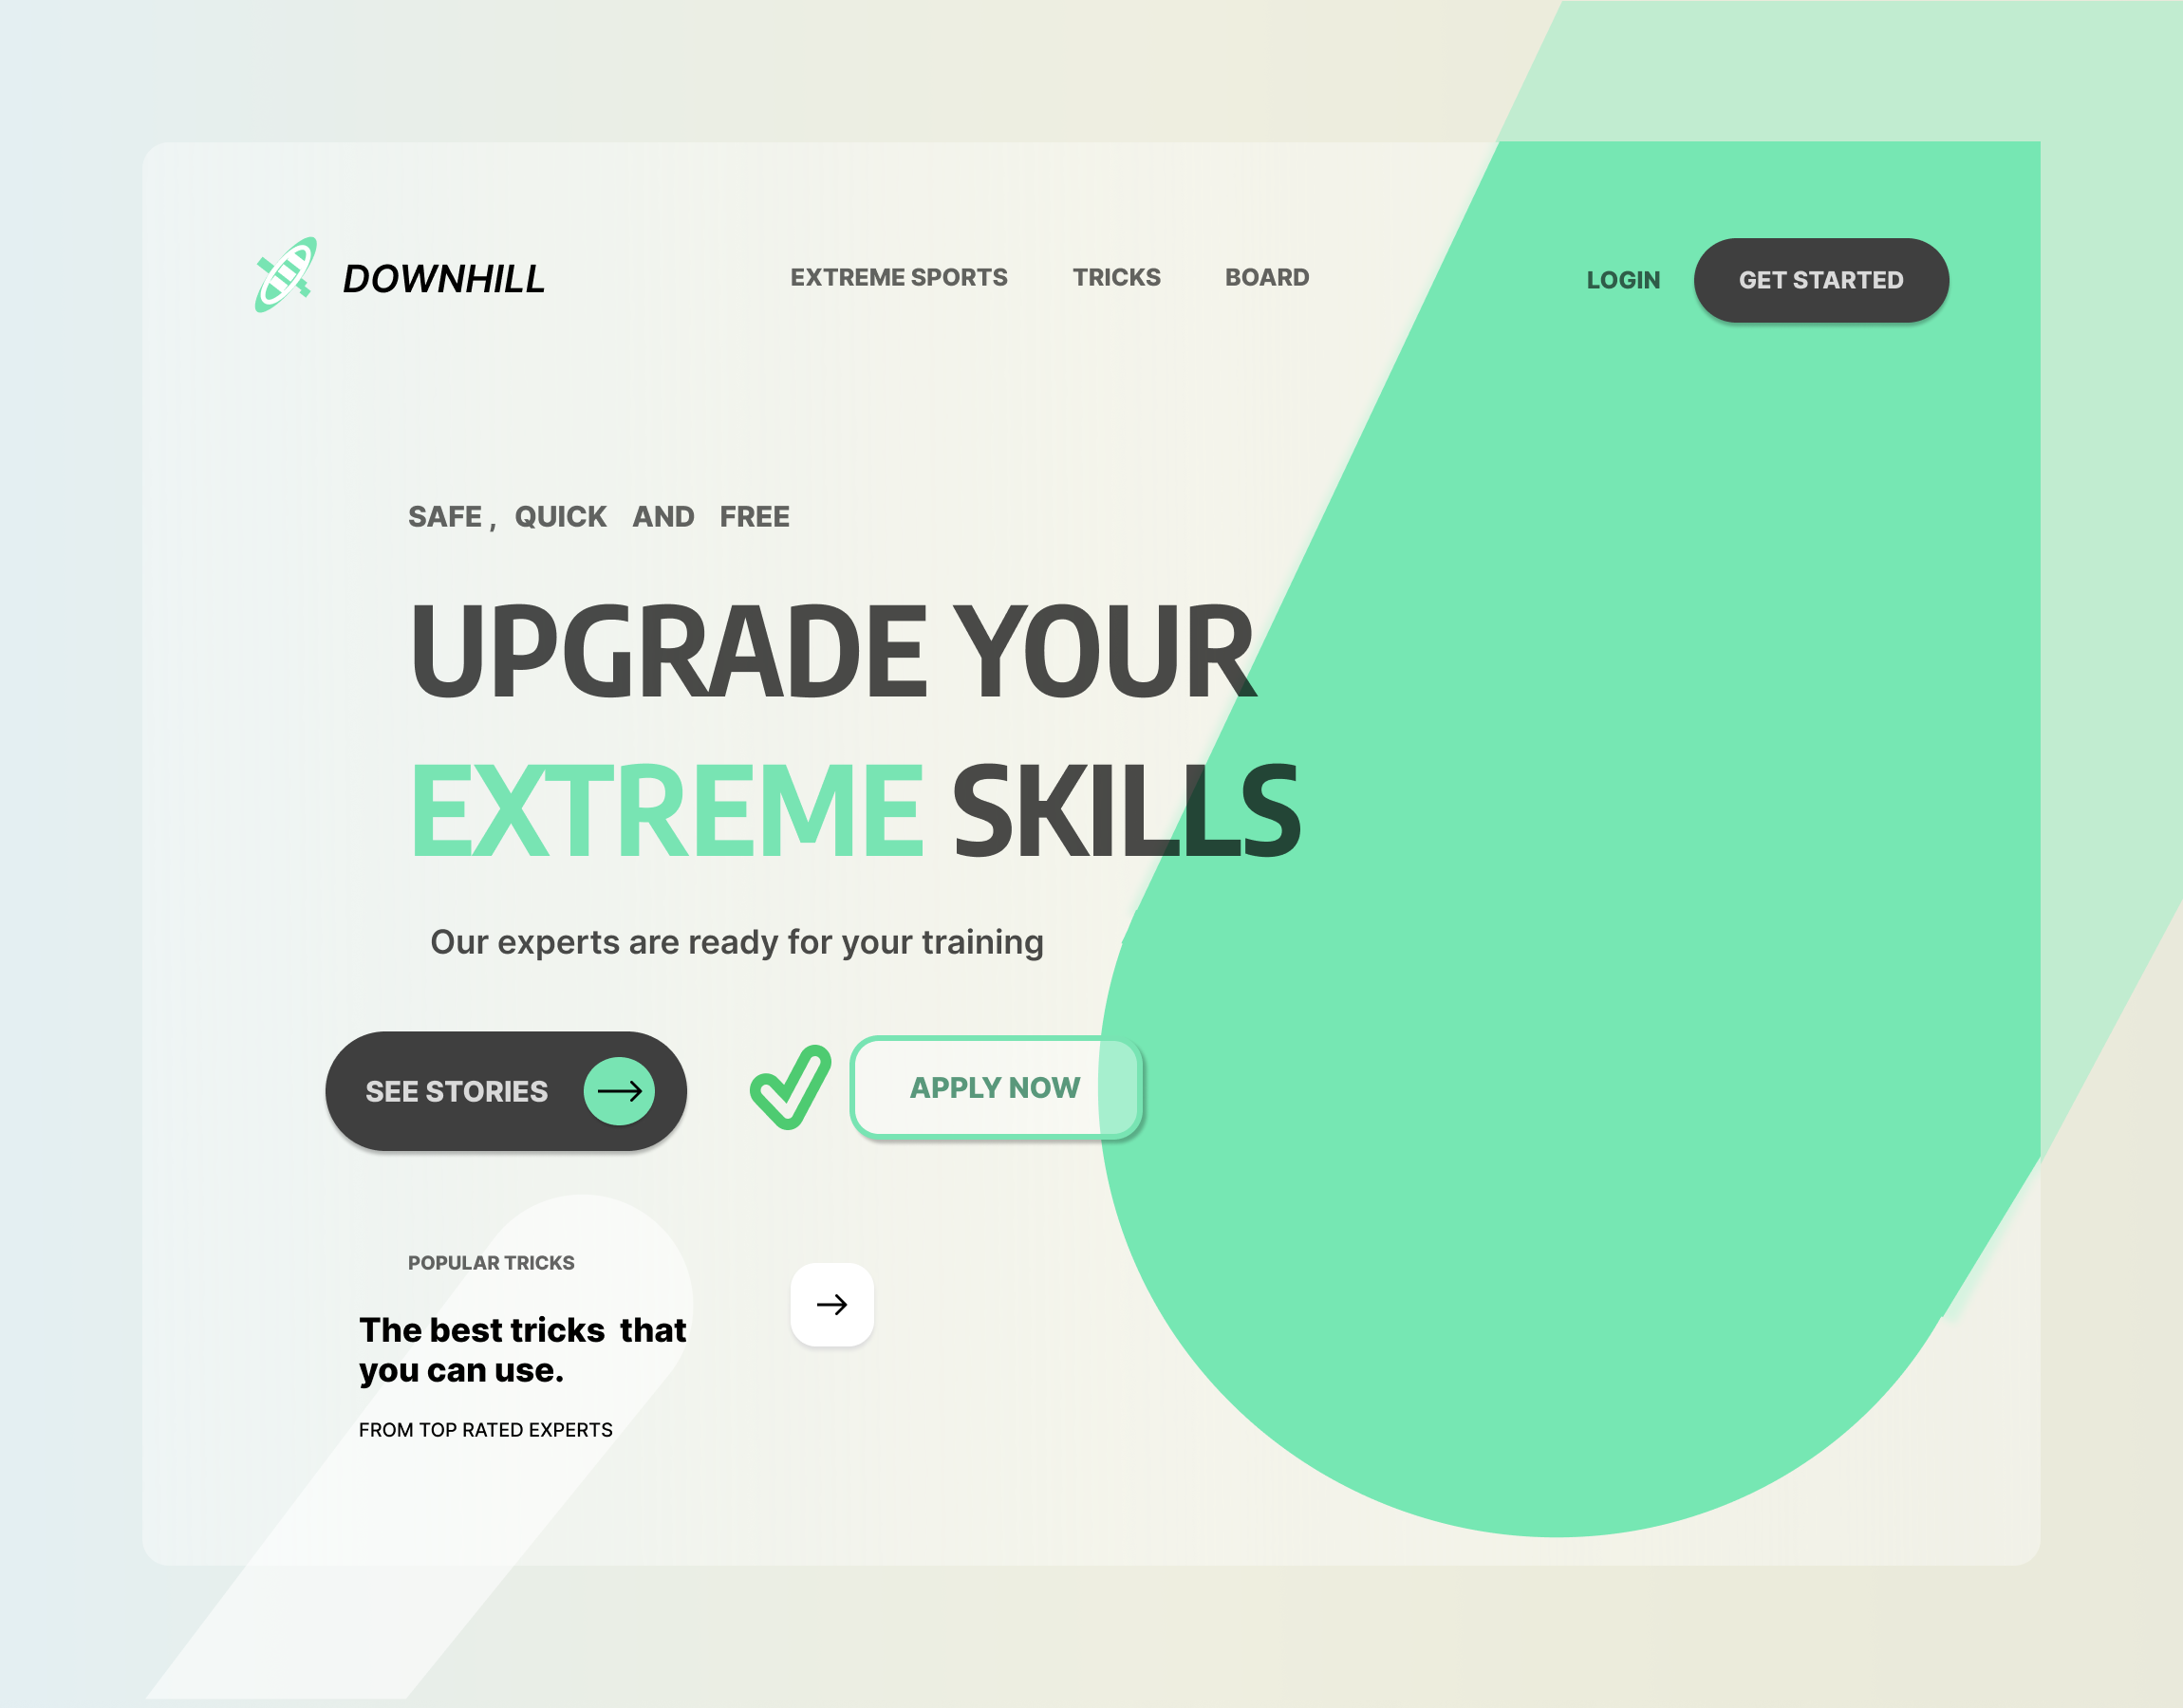 DOWNHILL
EXTREME SPORTS TRICKS BOARD
LOGIN GET STARTED
SAFE , QUICK AND FREE
UPGRADE YOUR
EXTREME SKILLS
Our experts are ready for your training
SEE STORIES
APPLY NOW
POPULAR TRICKS
The best tricks that
you can use.
FROM TOP RATED EXPERTS